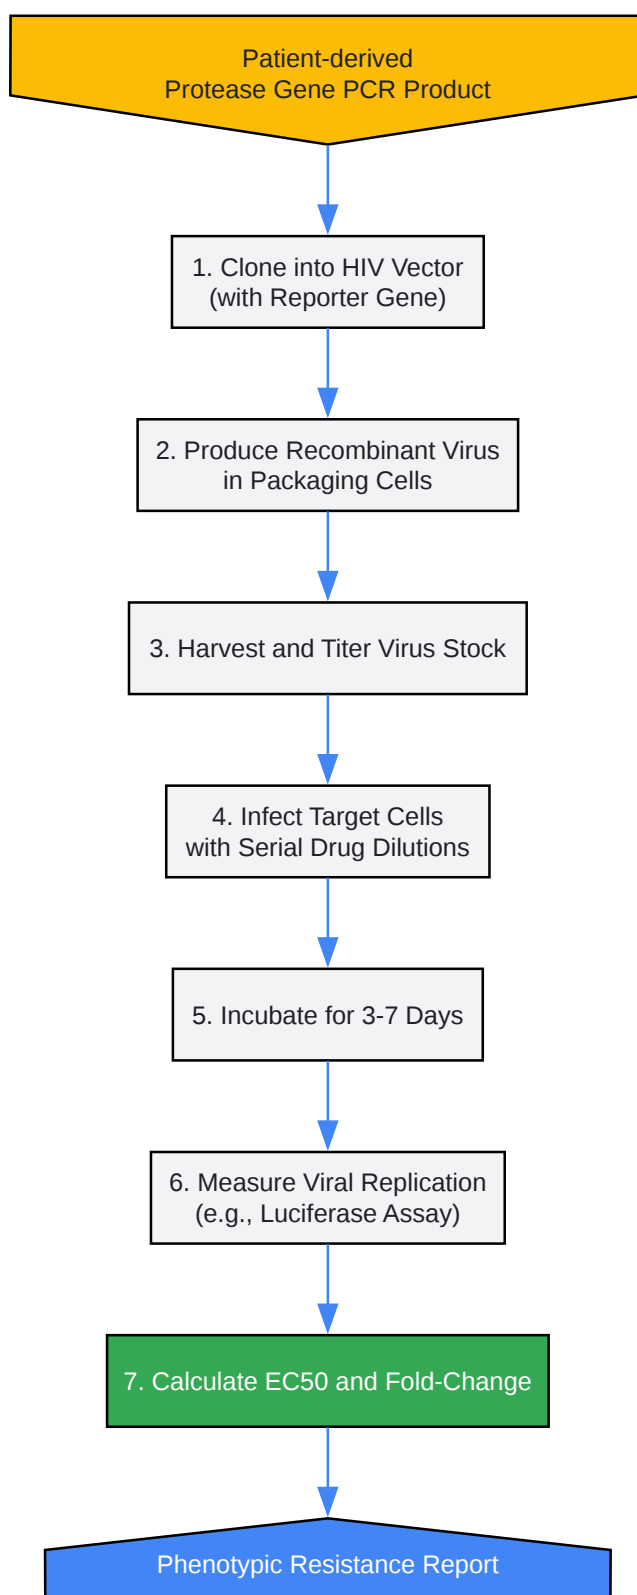 Patient-derived
Protease Gene PCR Product
1. Clone into HIV Vector
(with Reporter Gene)
2. Produce Recombinant Virus
in Packaging Cells
3. Harvest and Titer Virus Stock
4. Infect Target Cells
with Serial Drug Dilutions
5. Incubate for 3-7 Days
6. Measure Viral Replication
(e.g., Luciferase Assay)
7. Calculate EC50 and Fold-Change
Phenotypic Resistance Report